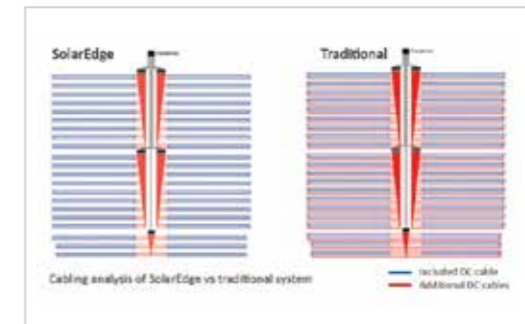 SolarEdge
Traditional
Cabling analysis of SolarEdge vs traditional system
Included DC cable
Additional DC cables